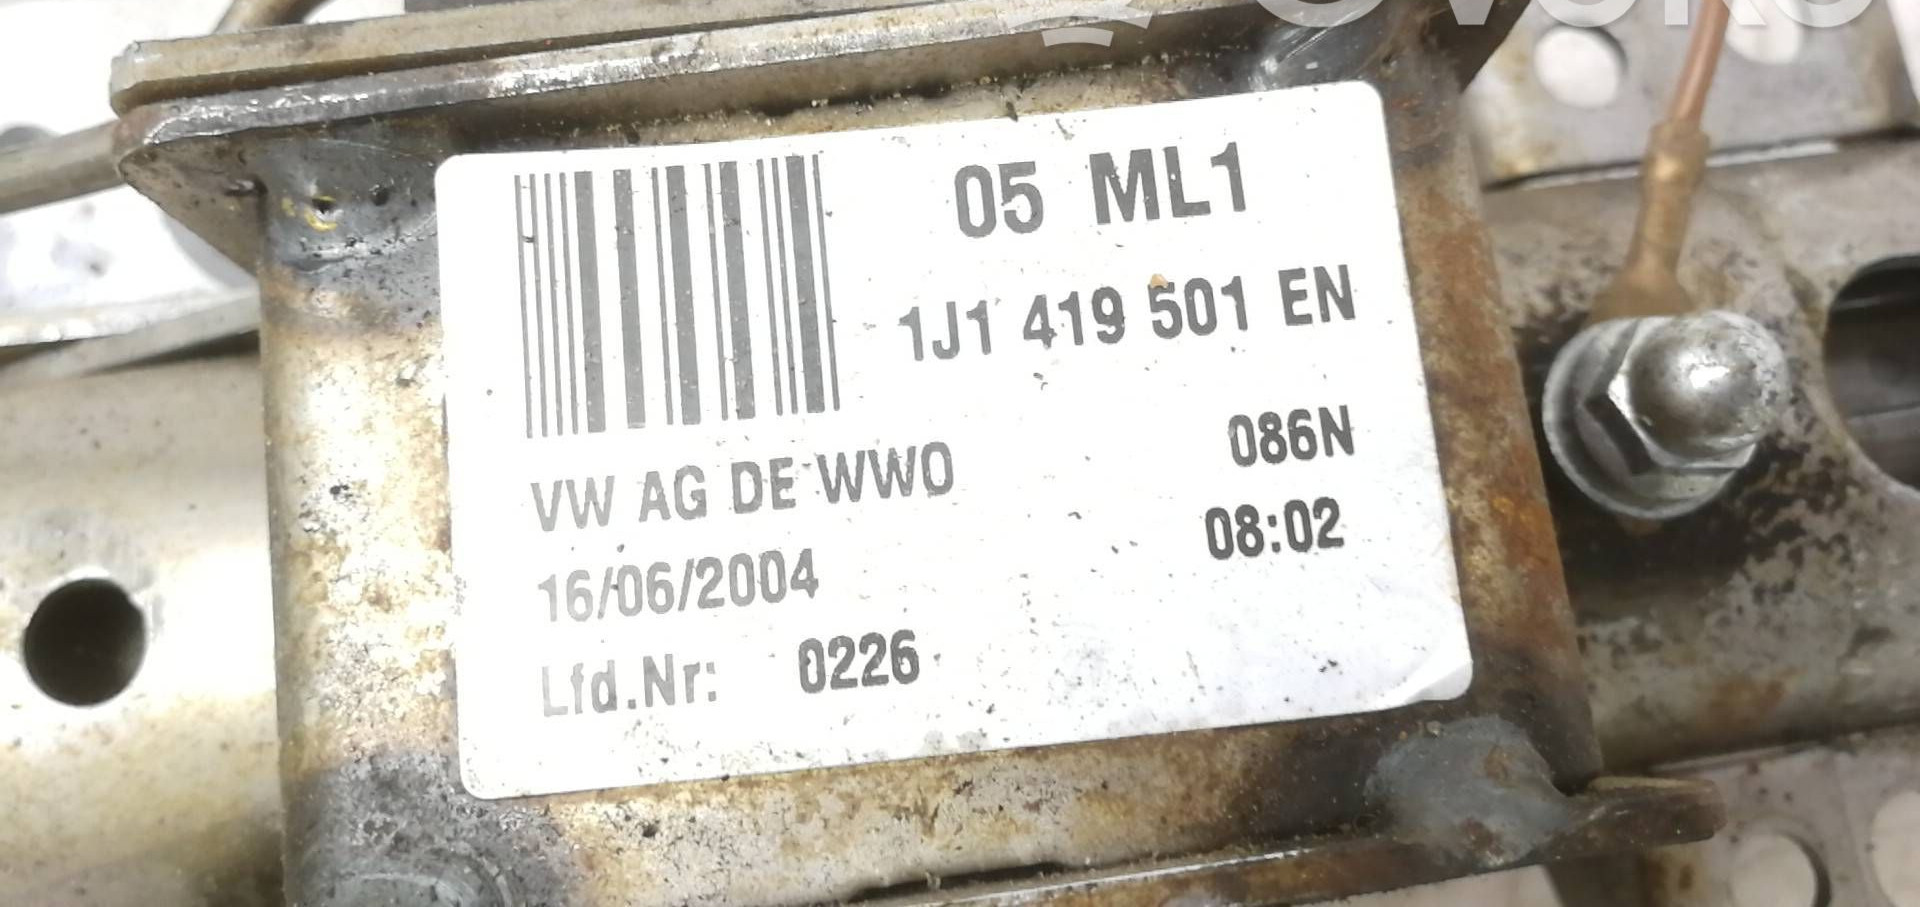 05 ML1
1J1 419 501 EN
VW AG DE WWO 086N
16/06/2004 08:02
Lfd.Nr: 0226